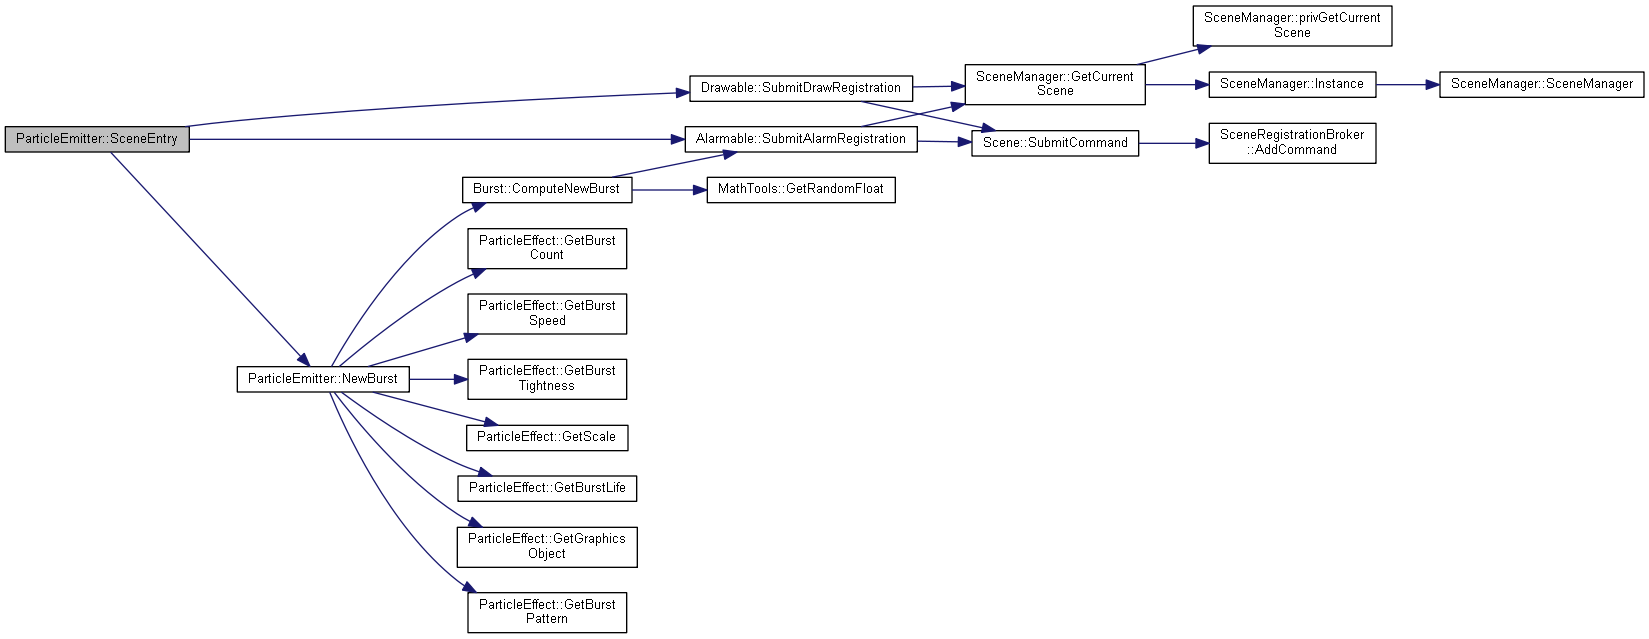 ParticleEmitter::SceneEntry
Drawable::SubmitDrawRegistration
Alarmable::SubmitAlarmRegistration
Burst::ComputeNewBurst
MathTools::GetRandomFloat
ParticleEmitter::NewBurst
ParticleEffect::GetBurst
Count
ParticleEffect::GetBurst
Speed
ParticleEffect::GetBurst
Tightness
ParticleEffect::GetScale
ParticleEffect::GetBurstLife
ParticleEffect::GetGraphics
Object
ParticleEffect::GetBurst
Pattern
SceneManager::GetCurrent
Scene
Scene::SubmitCommand
SceneManager::privGetCurrent
Scene
SceneManager::Instance
SceneManager::SceneManager
SceneRegistrationBroker
::AddCommand